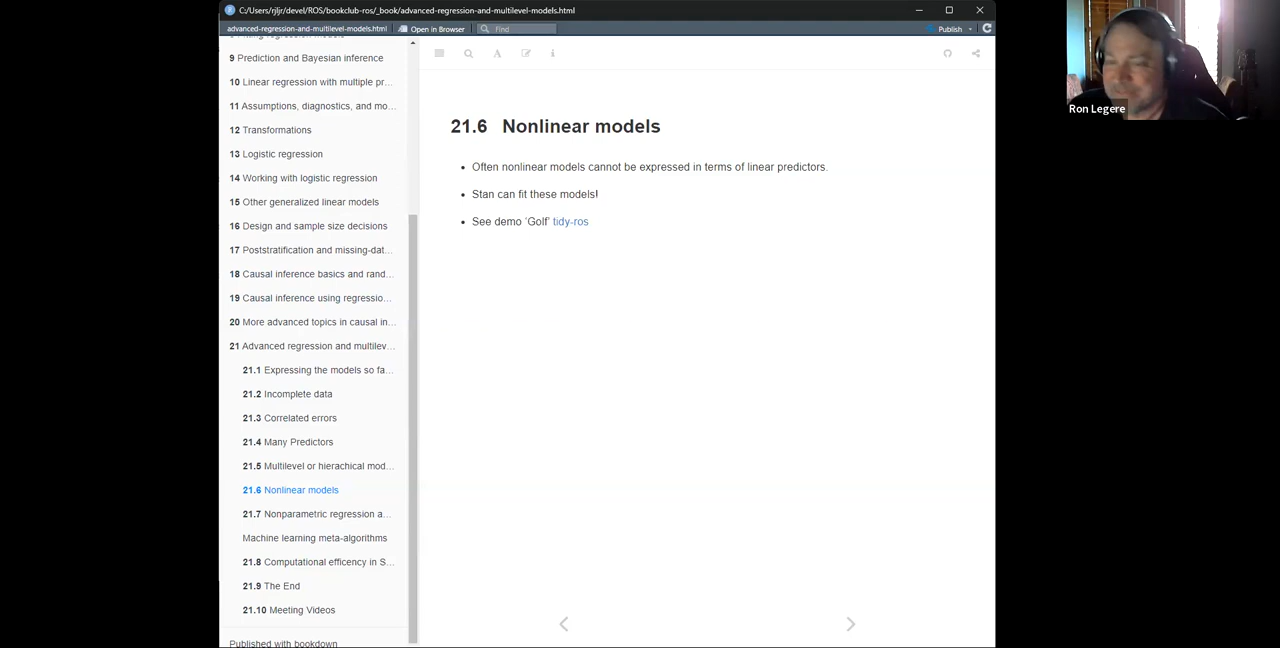 C:/Users/rjljr/devel/ROS/bookclub-ros/_book/advanced-regression-and-multilevel-models.html
advanced-regression-and-multilevel-models.html
Open in Browser
Find
Publish
9 Prediction and Bayesian inference
10 Linear regression with multiple pr…
11 Assumptions, diagnostics, and mo…
12 Transformations
13 Logistic regression
14 Working with logistic regression
15 Other generalized linear models
16 Design and sample size decisions
17 Poststratification and missing-dat…
18 Causal inference basics and rand…
19 Causal inference using regressio…
20 More advanced topics in causal in…
21 Advanced regression and multilev…
21.1 Expressing the models so fa…
21.2 Incomplete data
21.3 Correlated errors
21.4 Many Predictors
21.5 Multilevel or hierachical mod…
21.6 Nonlinear models
21.7 Nonparametric regression a…
Machine learning meta-algorithms
21.8 Computational efficency in S…
21.9 The End
21.10 Meeting Videos
Published with bookdown
21.6 Nonlinear models
• Often nonlinear models cannot be expressed in terms of linear predictors.
• Stan can fit these models!
• See demo 'Golf' tidy-ros
Ron Legere